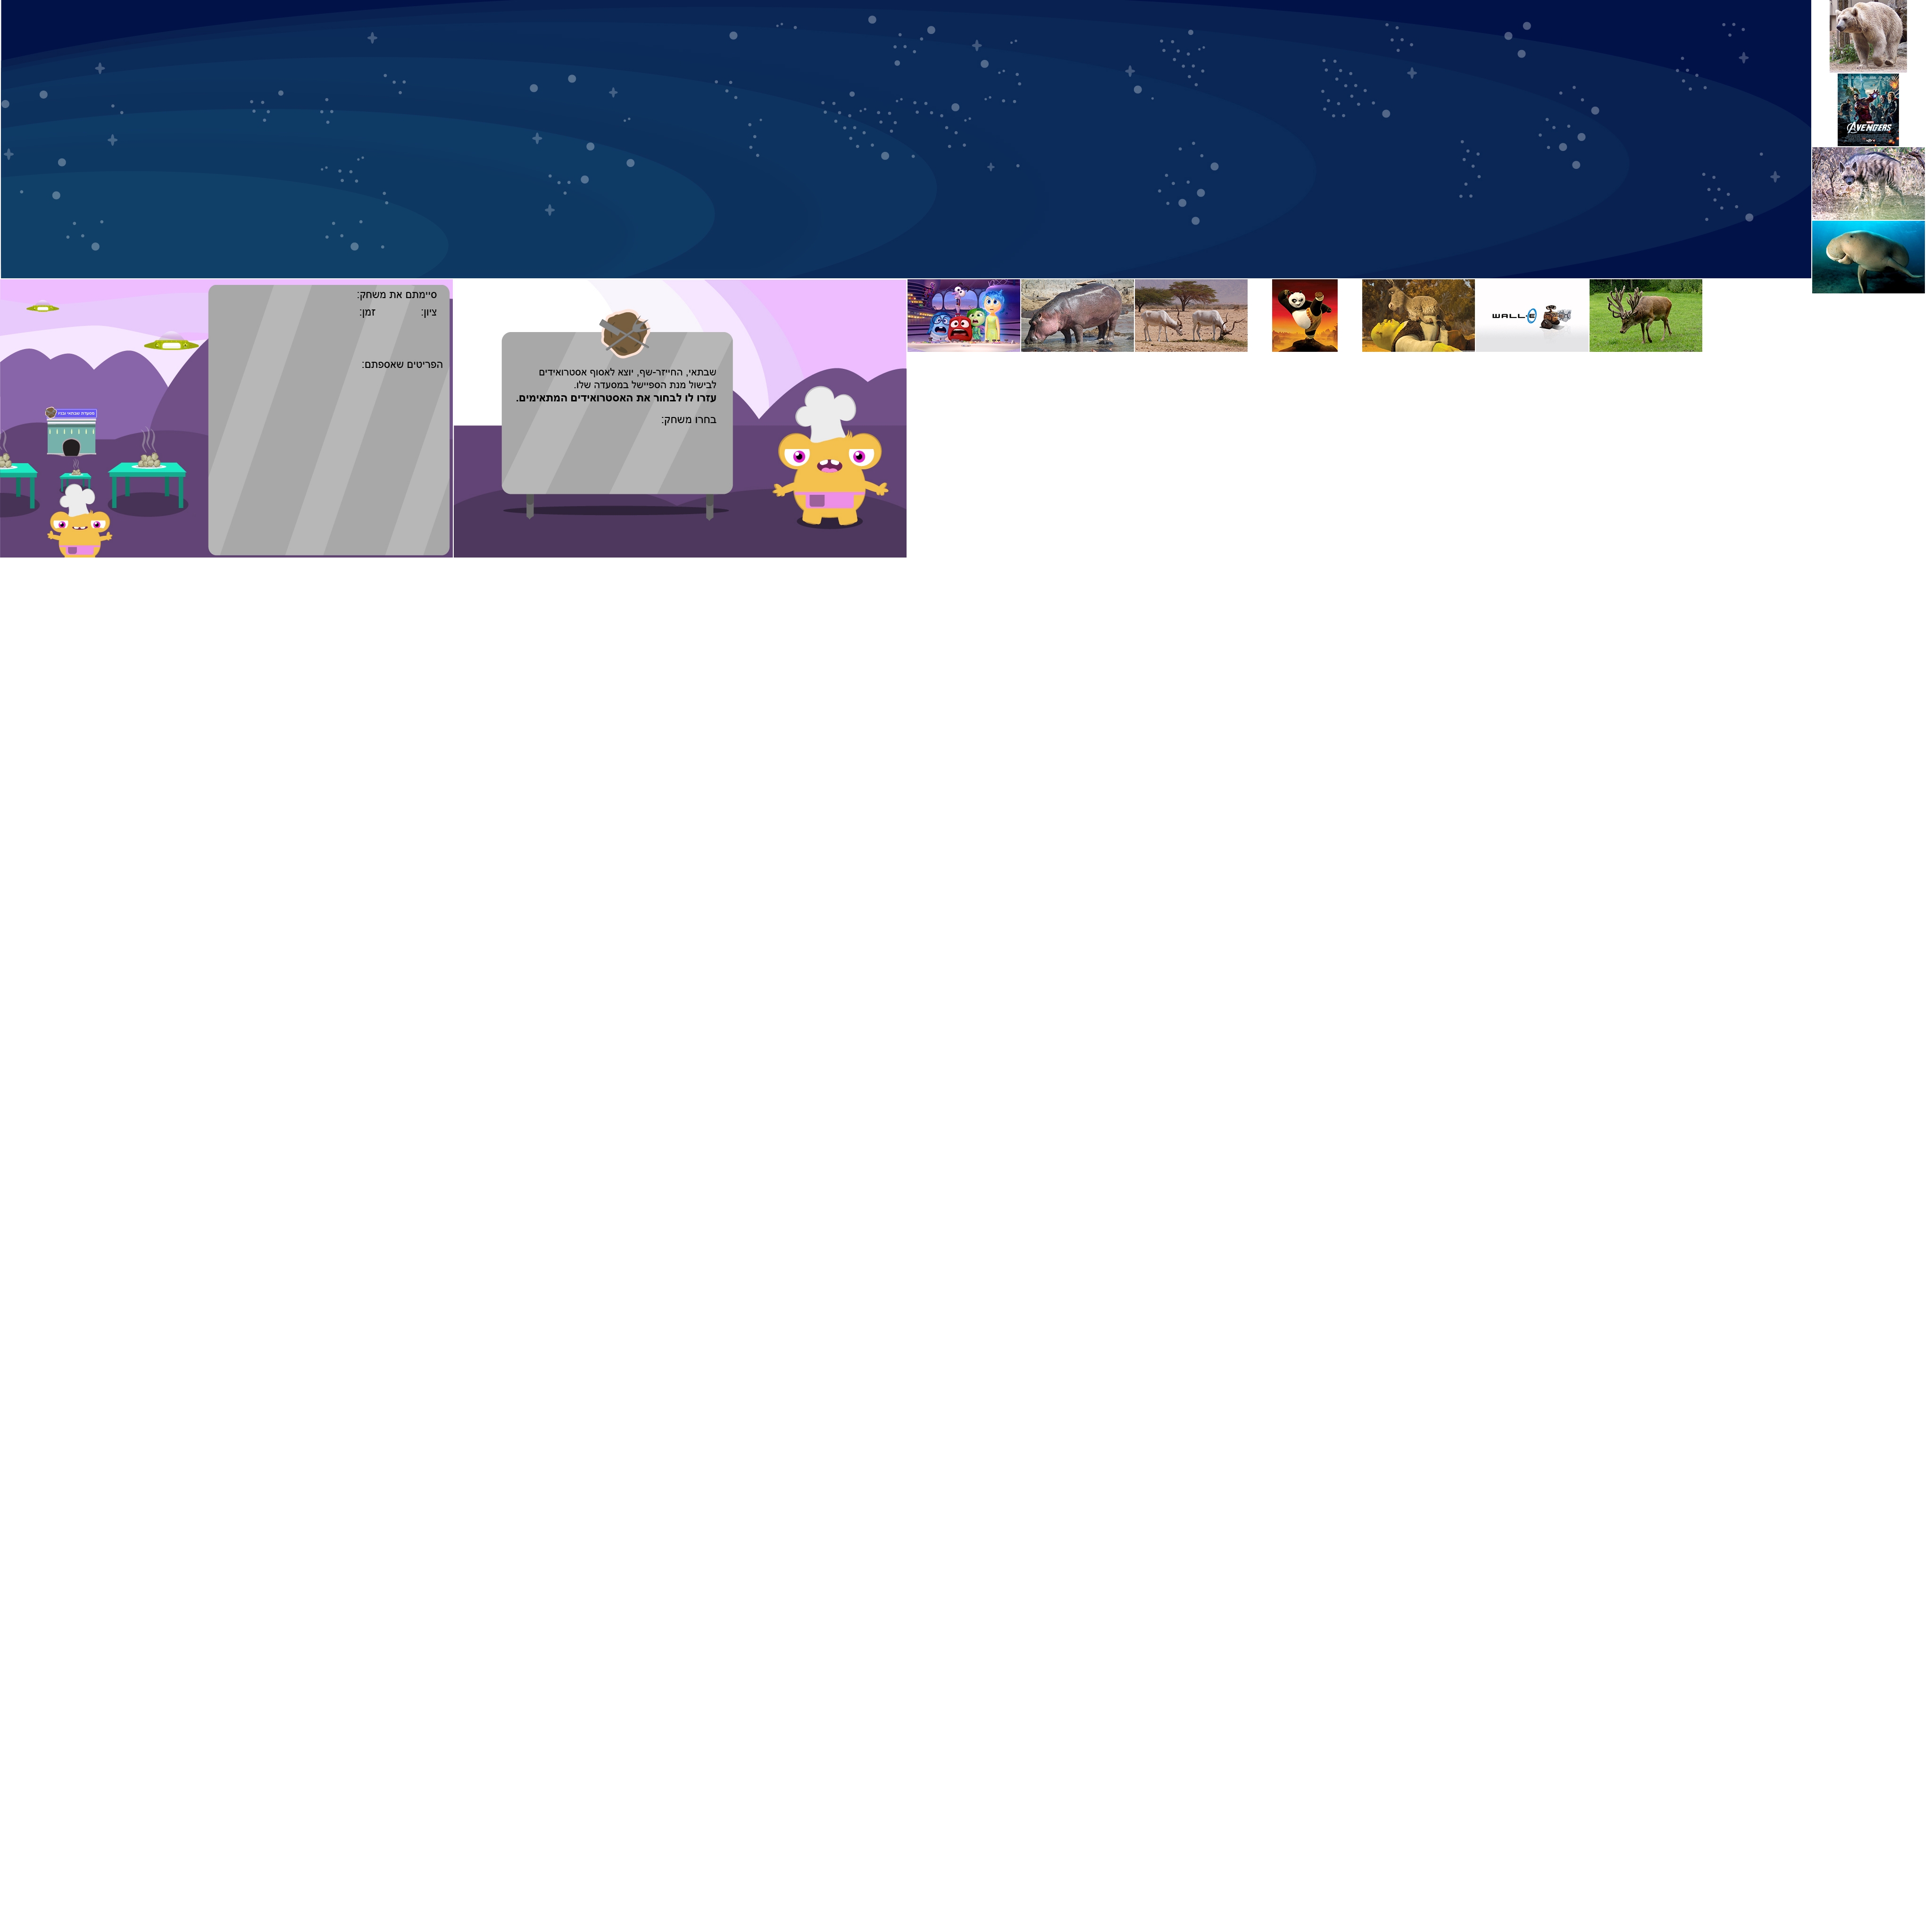 AVENGERS
סיימתם את משחק:
ציון: זמן:
הפריטים שאספתם:
מסעדת שבתאי ובניו
שבתאי, החייזר-שף, יוצא לאסוף אסטרואידים
לבישול מנת הספיישל במסעדה שלו.
עזרו לו לבחור את האסטרואידים המתאימים.
בחרו משחק:
WALL-E